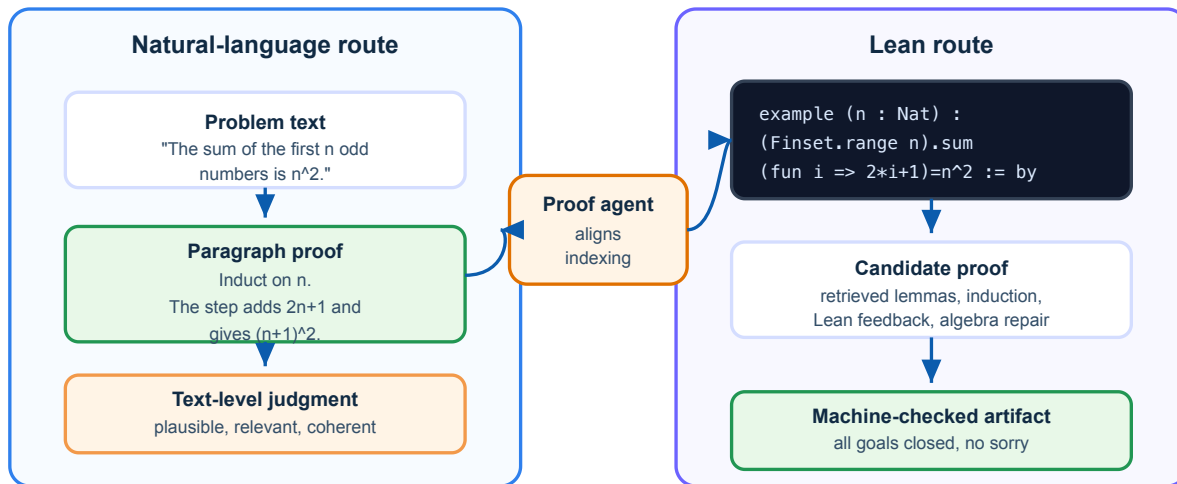 Natural-language route
Problem text
"The sum of the first n odd
numbers is n^2."
Paragraph proof
Induct on n.
The step adds 2n+1 and
gives (n+1)^2.
Text-level judgment
plausible, relevant, coherent
Proof agent
aligns
indexing
Lean route
example (n : Nat) :
(Finset.range n).sum
(fun i => 2*i+1)=n^2 := by
Candidate proof
retrieved lemmas, induction,
Lean feedback, algebra repair
Machine-checked artifact
all goals closed, no sorry